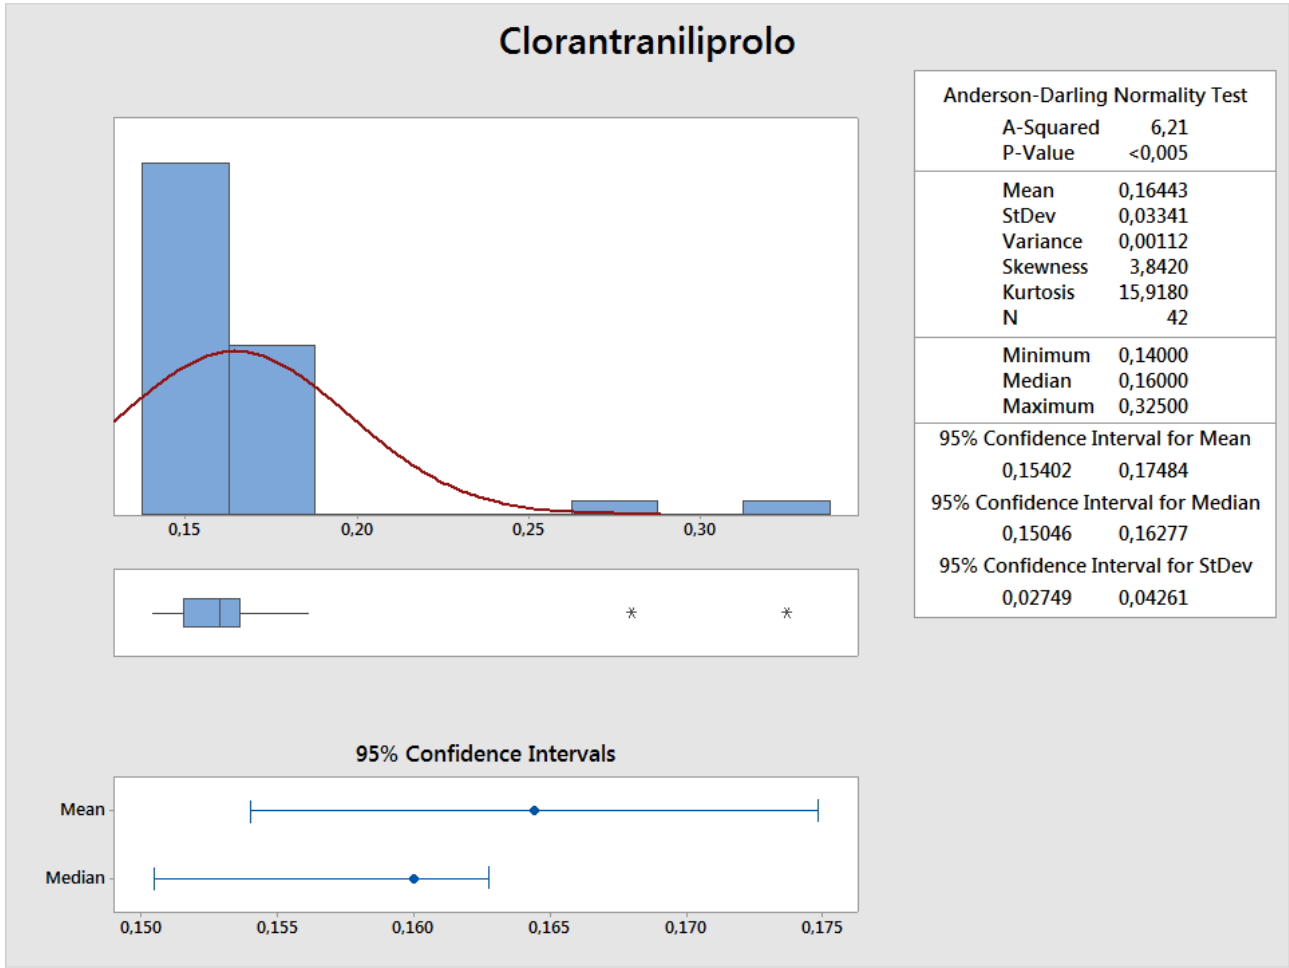 Clorantraniliprolo
Anderson-Darling Normality Test
A-Squared 6,21
P-Value <0,005
Mean 0,16443
StDev 0,03341
Variance 0,00112
Skewness 3,8420
Kurtosis 15,9180
N 42
Minimum 0,14000
Median 0,16000
Maximum 0,32500
95% Confidence Interval for Mean
0,15402 0,17484
95% Confidence Interval for Median
0,15046 0,16277
95% Confidence Interval for StDev
0,02749 0,04261
0,15 0,20 0,25 0,30
95% Confidence Intervals
Mean
Median
0,150 0,155 0,160 0,165 0,170 0,175